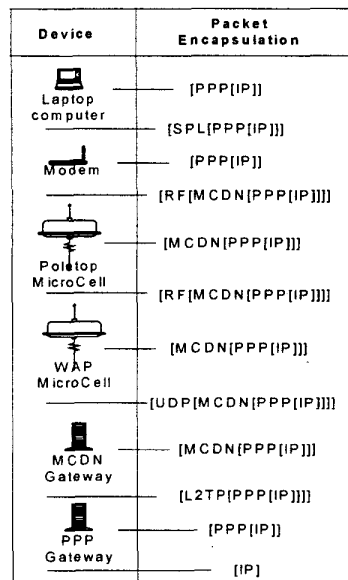 Device
Packet
Encapsulation
Laptop
computer
[PPP[IP]]
[SPL[PPP[IP]]]
Modem
[PPP[IP]]
[RF[MCDN[PPP[IP]]]]
Poletop
MicroCell
[MCDN[PPP[IP]]]
[RF[MCDN[PPP[IP]]]]
WAP
MicroCell
[MCDN[PPP[IP]]]
[UDP[MCDN[PPP[IP]]]]
MCDN
Gateway
[MCDN[PPP[IP]]]
[L2TP[PPP[IP]]]]
PPP
Gateway
[PPP[IP]]
[IP]